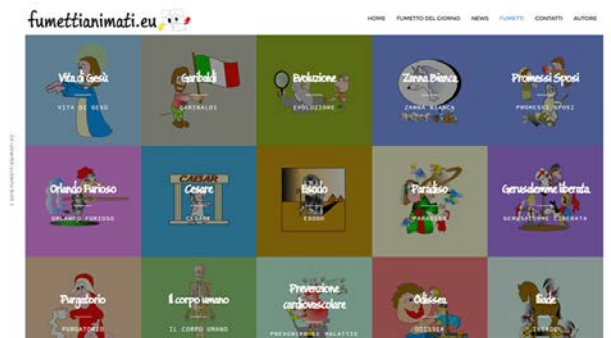 fumettianimati.eu
HOME FUMETTO DEL GIORNO NEWS FUMETTI CONTATTI AUTORE
Vita di Gesù
VITA DI GESÙ
Garibaldi
GARIBALDI
Evoluzione
EVOLUZIONE
Zanna Bianca
ZANNA BIANCA
Promessi Sposi
PROMESSI SPOSI
Orlando Furioso
ORLANDO FURIOSO
CAESAR
Cesare
CESARE
Esodo
ESODO
Paradiso
PARADISO
Gerusalemme liberata
GERUSALEMME LIBERATA
Purgatorio
PURGATORIO
Il corpo umano
IL CORPO UMANO
Prevenzione
cardiovascolare
PREVENIRE LE MALATTIE
Odissea
ODISSEA
Iliade
ILIADE